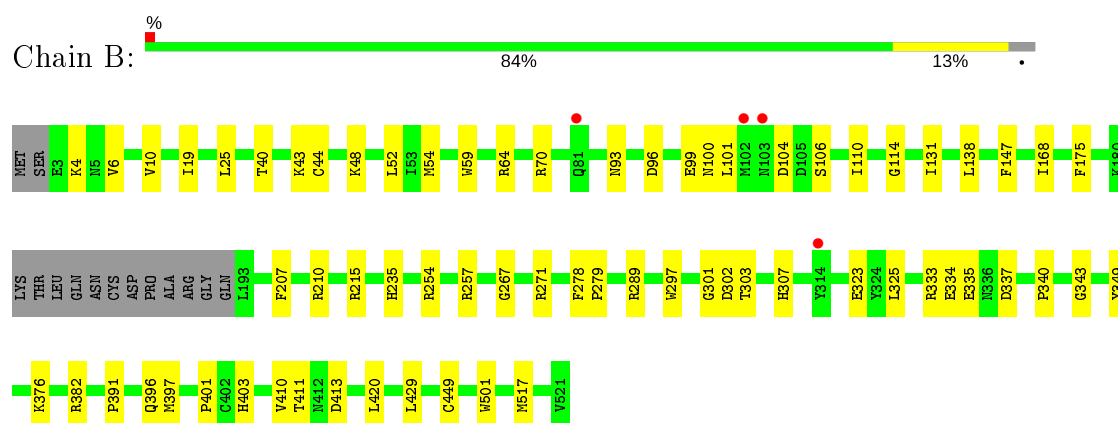 %
Chain B:
84% 13% •
MET SER E3 K4 N5 V6 V10 I19 L25 T40 K43 C44 K48 L52 I53 M54 W59 R64 R70 Q81 N93 D96 E99 N100 L101 M102 N103 D104 D105 S106 I110 G114 I131 L138 F147 I168 F175 K180
LYS THR LEU GLN ASN CYS ASP PRO ALA ARG GLY GLN L193 F207 R210 R215 H235 R254 R257 G267 R271 F278 P279 R289 W297 G301 D302 T303 H307 Y314 E323 Y324 L325 R333 E334 E335 N336 D337 P340 G343 Y349
K376 R382 P391 Q396 M397 P401 C402 H403 V410 T411 N412 D413 L420 L429 C449 W501 M517 V521